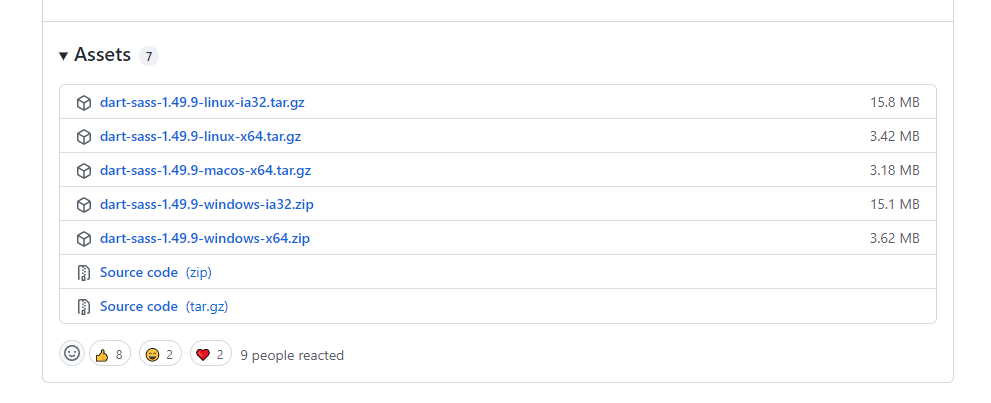 Assets 7
dart-sass-1.49.9-linux-ia32.tar.gz 15.8 MB
dart-sass-1.49.9-linux-x64.tar.gz 3.42 MB
dart-sass-1.49.9-macos-x64.tar.gz 3.18 MB
dart-sass-1.49.9-windows-ia32.zip 15.1 MB
dart-sass-1.49.9-windows-x64.zip 3.62 MB
Source code (zip)
Source code (tar.gz)
8 2 2 9 people reacted